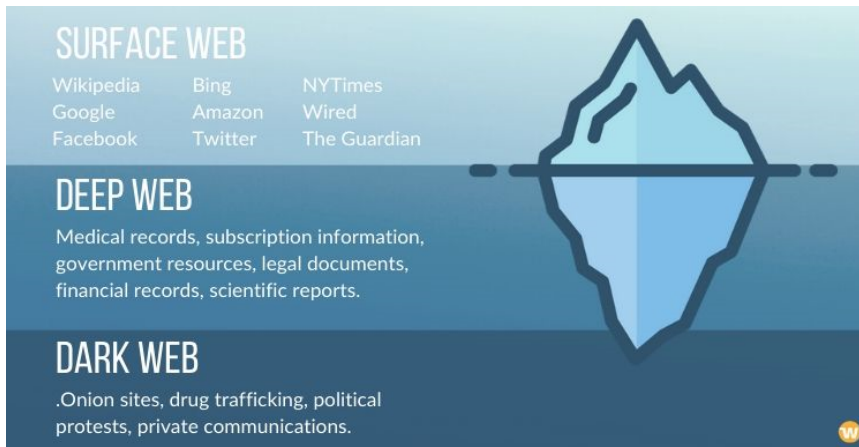 SURFACE WEB
Wikipedia Bing NYTimes
Google Amazon Wired
Facebook Twitter The Guardian
DEEP WEB
Medical records, subscription information,
government resources, legal documents,
financial records, scientific reports.
DARK WEB
.Onion sites, drug trafficking, political
protests, private communications.
W